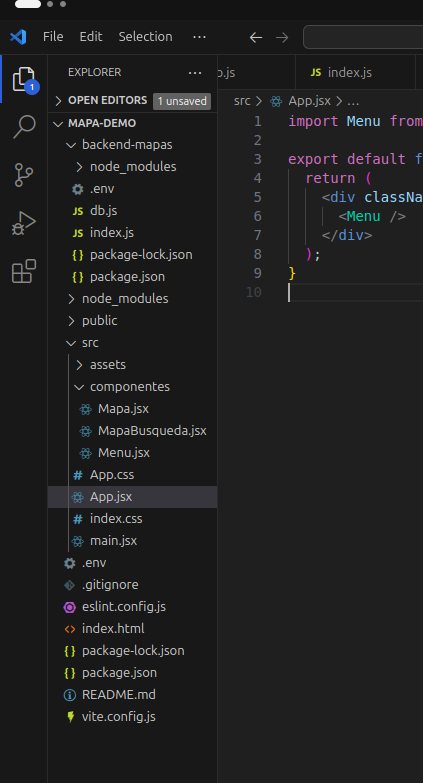 File Edit Selection ...
EXPLORER ...
.js
JS index.js
1
OPEN EDITORS 1 unsaved
src > App.jsx > ...
MAPA-DEMO
backend-mapas
node_modules
.env
JS db.js
JS index.js
{} package-lock.json
{} package.json
node_modules
public
src
assets
componentes
Mapa.jsx
MapaBusqueda.jsx
Menu.jsx
# App.css
App.jsx
# index.css
main.jsx
.env
.gitignore
eslint.config.js
<> index.html
{} package-lock.json
{} package.json
README.md
vite.config.js
1 import Menu from
2
3 export default f
4 return (
5 <div classNa
6 <Menu />
7 </div>
8 );
9 }
10